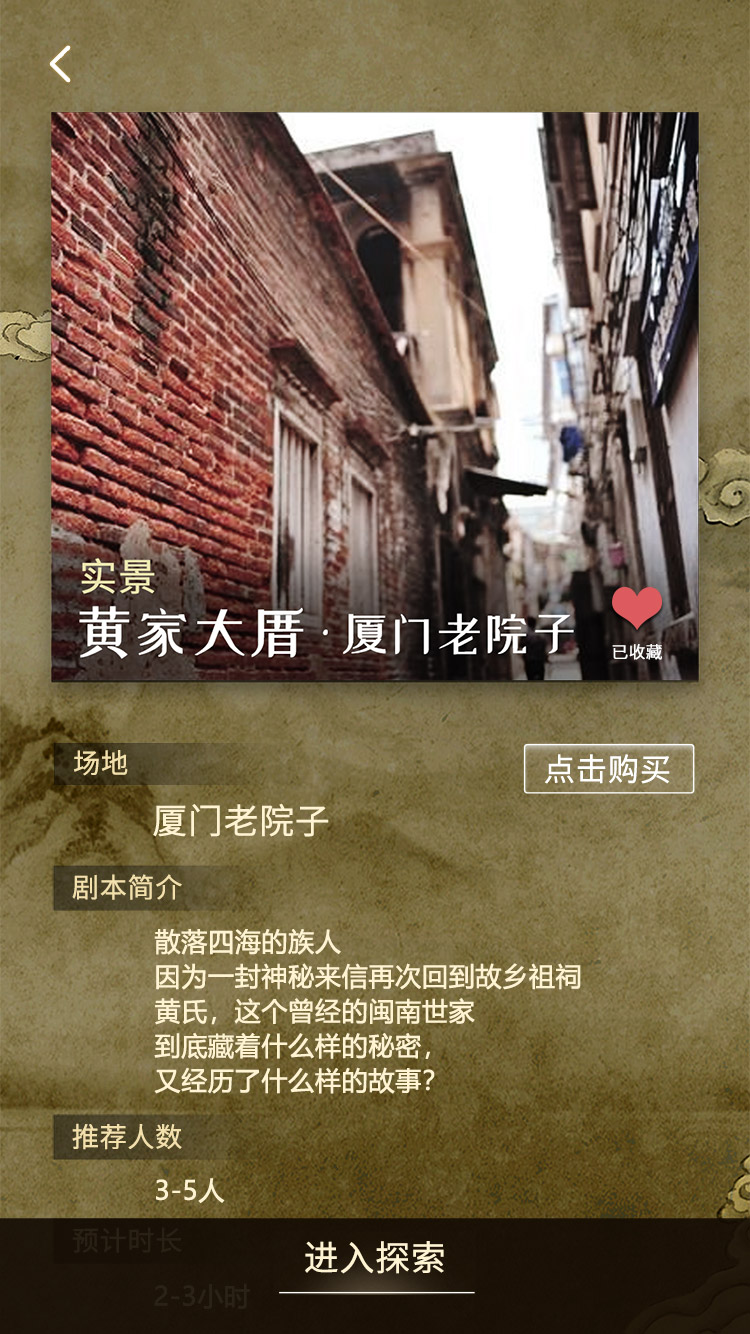 实景
黄家大厝·厦门老院子
已收藏
场地
点击购买
厦门老院子
剧本简介
散落四海的族人
因为一封神秘来信再次回到故乡祖祠
黄氏，这个曾经的闽南世家
到底藏着什么样的秘密，
又经历了什么样的故事？
推荐人数
3-5人
预计时长
进入探索
2-3小时